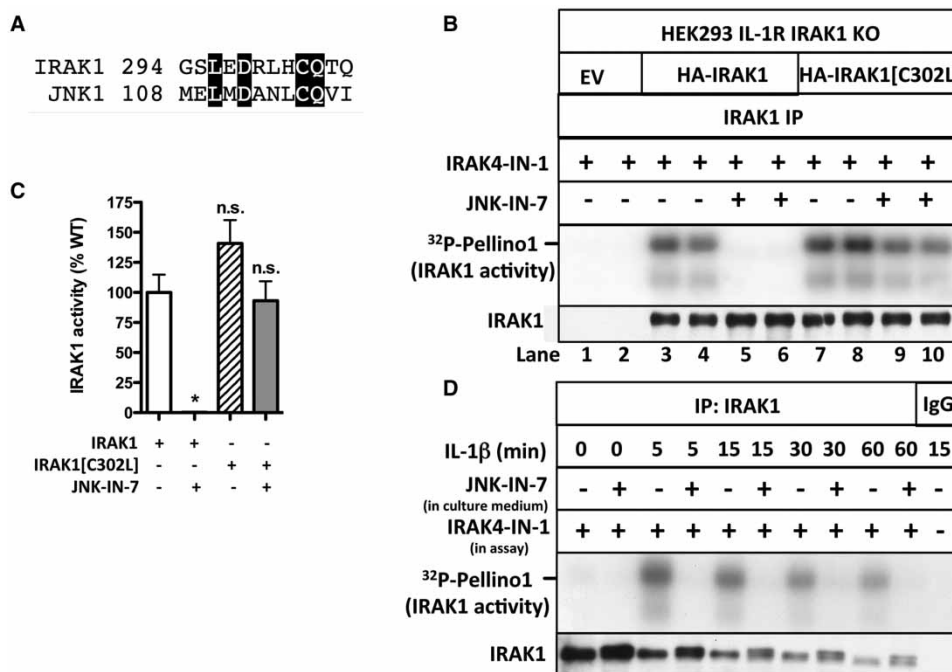 A
IRAK1 294 GSLEDRLHCQTQ
JNK1 108 MELMDANLCQVI
B
HEK293 IL-1R IRAK1 KO
EV HA-IRAK1 HA-IRAK1[C302L
IRAK1 IP
IRAK4-IN-1 + + + + + + + + + +
JNK-IN-7 - - - - + + - - + +
32P-Pellino1
(IRAK1 activity)
IRAK1
Lane 1 2 3 4 5 6 7 8 9 10
C
IRAK1 activity (% WT)
175
150
125
100
75
50
25
0
* n.s. n.s.
IRAK1 + + - -
IRAK1[C302L] - - + +
JNK-IN-7 - + - +
D
IP: IRAK1 IgG
IL-1β (min) 0 0 5 5 15 15 30 30 60 60 15
JNK-IN-7 - + - + - + - + - + -
(in culture medium)
IRAK4-IN-1 + + + + + + + + + + -
(in assay)
32P-Pellino1
(IRAK1 activity)
IRAK1